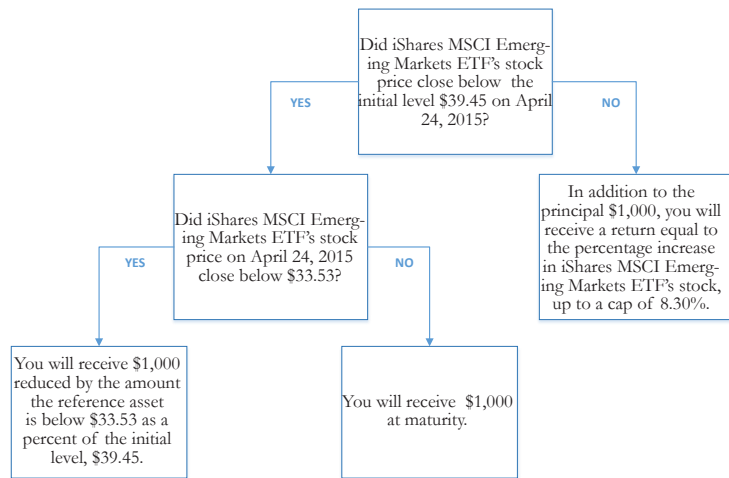 Did iShares MSCI Emerg-
ing Markets ETF's stock
price close below the
initial level $39.45 on April
24, 2015?
YES
NO
Did iShares MSCI Emerg-
ing Markets ETF's stock
price on April 24, 2015
close below $33.53?
In addition to the
principal $1,000, you will
receive a return equal to
the percentage increase
in iShares MSCI Emerg-
ing Markets ETF's stock,
up to a cap of 8.30%.
YES
NO
You will receive $1,000
reduced by the amount
the reference asset
is below $33.53 as a
percent of the initial
level, $39.45.
You will receive $1,000
at maturity.